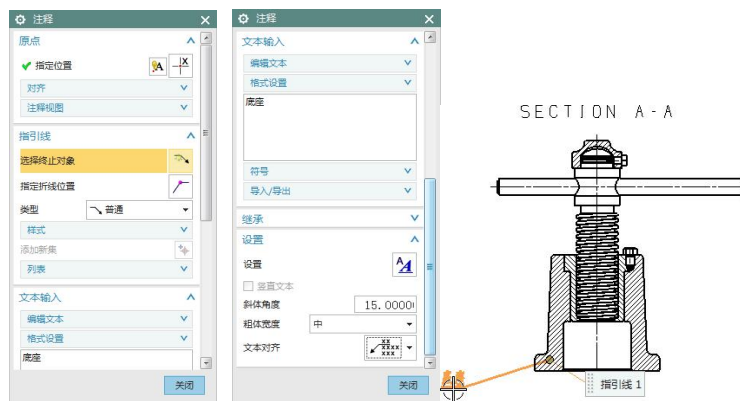 注释
原点
指定位置
对齐
注释视图
指引线
选择终止对象
指定折线位置
类型
普通
样式
添加新集
列表
文本输入
编辑文本
格式设置
底座
关闭
注释
文本输入
编辑文本
格式设置
底座
符号
导入/导出
继承
设置
设置
竖直文本
斜体角度
15.0000
粗体宽度
中
文本对齐
关闭
SECTION A-A
指引线 1